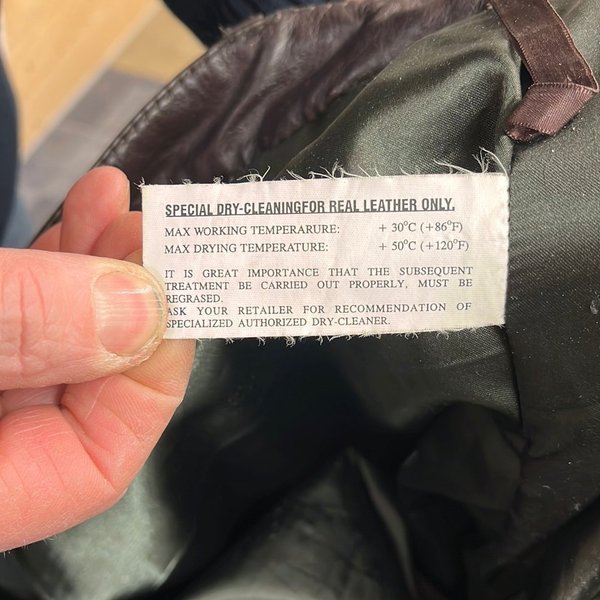 SPECIAL DRY-CLEANINGFOR REAL LEATHER ONLY.
MAX WORKING TEMPERARURE: + 30°C (+86°F)
MAX DRYING TEMPERATURE: + 50°C (+120°F)
IT IS GREAT IMPORTANCE THAT THE SUBSEQUENT
TREATMENT BE CARRIED OUT PROPERLY, MUST BE
REGRASED.
ASK YOUR RETAILER FOR RECOMMENDATION OF
SPECIALIZED AUTHORIZED DRY-CLEANER.